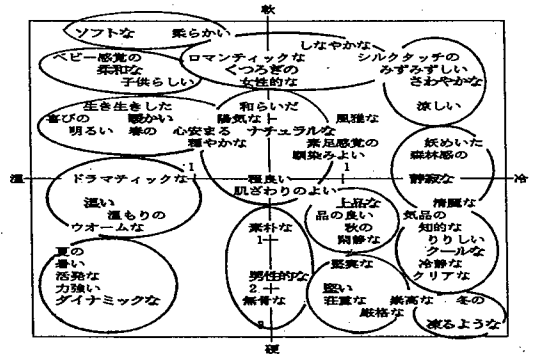 軟
ソフトな 柔らかい
しなやかな
ベビー感覚の ロマンティックな シルクタッチの
柔和な くつろぎの みずみずしい
子供らしい 女性的な さわやかな
生き生きした 和らいだ 涼しい
喜びの 暖かい 陽気な 風雅な
明るい 春の 心安まる ナチュラルな 妖めいた
穏やかな 素足感覚の 森林感の
馴染みよい
1 1
温 ドラマティックな 程良い 静寂な 冷
肌ざわりのよい
温い 上品な 清麗な
温もりの 品の良い 気品の
ウオームな 素朴な 秋の 知的な
1 閑静な りりしい
夏の クールな
暑い 堅実な 冷静な
活発な 男性的な クリアな
力強い 2 堅い
ダイナミックな 無骨な 荘重な 崇高な 冬の
厳格な
3 凍るような
硬